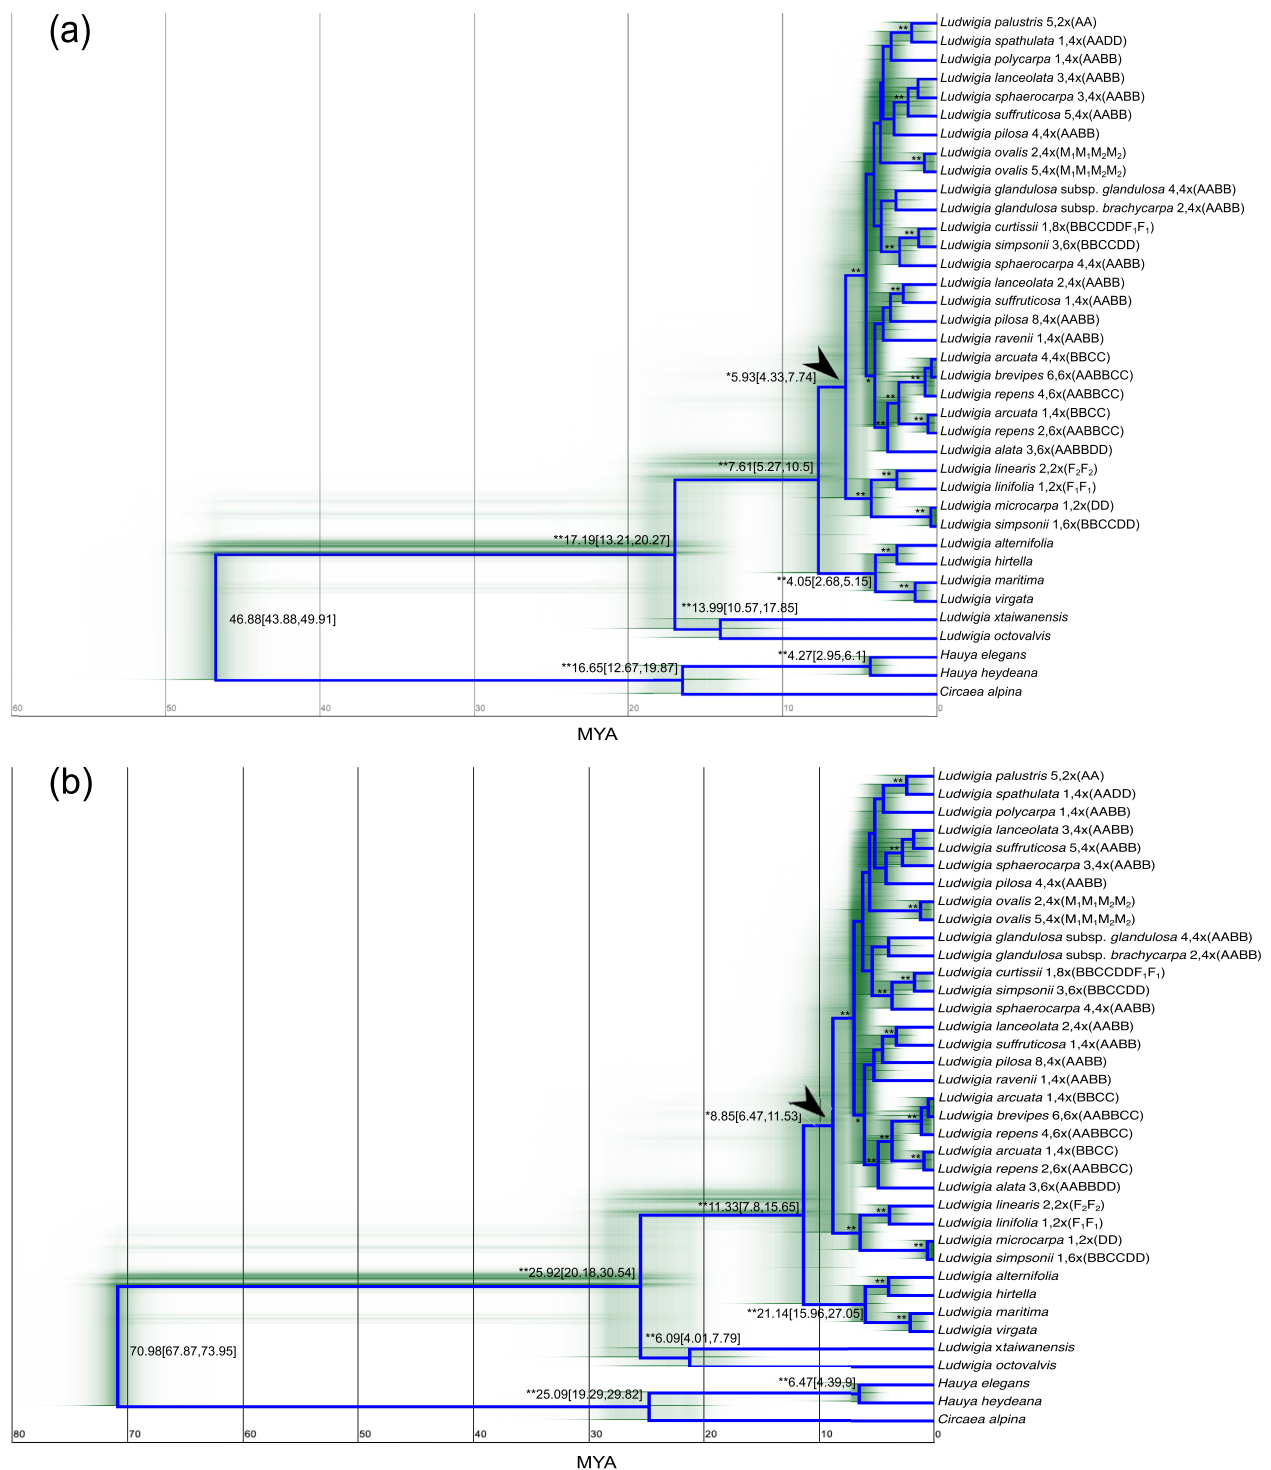 (a)
Ludwigia palustris 5,2x(AA)
**
Ludwigia spathulata 1,4x(AADD)
Ludwigia polycarpa 1,4x(AABB)
Ludwigia lanceolata 3,4x(AABB)
**
Ludwigia sphaerocarpa 3,4x(AABB)
Ludwigia suffruticosa 5,4x(AABB)
Ludwigia pilosa 4,4x(AABB)
Ludwigia ovalis 2,4x(M₁M₁M₂M₂)
**
Ludwigia ovalis 5,4x(M₁M₁M₂M₂)
Ludwigia glandulosa subsp. glandulosa 4,4x(AABB)
Ludwigia glandulosa subsp. brachycarpa 2,4x(AABB)
Ludwigia curtissii 1,8x(BBCCDDF₁F₁)
**
Ludwigia simpsonii 3,6x(BBCCDD)
**
Ludwigia sphaerocarpa 4,4x(AABB)
**
Ludwigia lanceolata 2,4x(AABB)
**
Ludwigia suffruticosa 1,4x(AABB)
Ludwigia pilosa 8,4x(AABB)
Ludwigia ravenii 1,4x(AABB)
Ludwigia arcuata 4,4x(BBCC)
*5.93[4.33,7.74]
*
**
Ludwigia brevipes 6,6x(AABBCC)
**
Ludwigia repens 4,6x(AABBCC)
Ludwigia arcuata 1,4x(BBCC)
**
**
Ludwigia repens 2,6x(AABBCC)
Ludwigia alata 3,6x(AABBDD)
**7.61[5.27,10.5]
Ludwigia linearis 2,2x(F₂F₂)
**
Ludwigia linifolia 1,2x(F₁F₁)
**
Ludwigia microcarpa 1,2x(DD)
**
Ludwigia simpsonii 1,6x(BBCCDD)
**17.19[13.21,20.27]
Ludwigia alternifolia
**
Ludwigia hirtella
**4.05[2.68,5.15]
Ludwigia maritima
**
Ludwigia virgata
**13.99[10.57,17.85]
46.88[43.88,49.91]
Ludwigia xtaiwanensis
Ludwigia octovalvis
**4.27[2.95,6.1]
Hauya elegans
**16.65[12.67,19.87]
Hauya heydeana
Circaea alpina
60 50 40 30 20 10 0
MYA
(b)
Ludwigia palustris 5,2x(AA)
**
Ludwigia spathulata 1,4x(AADD)
Ludwigia polycarpa 1,4x(AABB)
Ludwigia lanceolata 3,4x(AABB)
**
Ludwigia suffruticosa 5,4x(AABB)
Ludwigia sphaerocarpa 3,4x(AABB)
Ludwigia pilosa 4,4x(AABB)
Ludwigia ovalis 2,4x(M₁M₁M₂M₂)
**
Ludwigia ovalis 5,4x(M₁M₁M₂M₂)
Ludwigia glandulosa subsp. glandulosa 4,4x(AABB)
Ludwigia glandulosa subsp. brachycarpa 2,4x(AABB)
Ludwigia curtissii 1,8x(BBCCDDF₁F₁)
**
Ludwigia simpsonii 3,6x(BBCCDD)
**
Ludwigia sphaerocarpa 4,4x(AABB)
**
Ludwigia lanceolata 2,4x(AABB)
**
Ludwigia suffruticosa 1,4x(AABB)
Ludwigia pilosa 8,4x(AABB)
Ludwigia ravenii 1,4x(AABB)
Ludwigia arcuata 1,4x(BBCC)
*8.85[6.47,11.53]
*
**
Ludwigia brevipes 6,6x(AABBCC)
**
Ludwigia repens 4,6x(AABBCC)
Ludwigia arcuata 1,4x(BBCC)
**
**
Ludwigia repens 2,6x(AABBCC)
Ludwigia alata 3,6x(AABBDD)
**11.33[7.8,15.65]
Ludwigia linearis 2,2x(F₂F₂)
**
Ludwigia linifolia 1,2x(F₁F₁)
**
Ludwigia microcarpa 1,2x(DD)
**
Ludwigia simpsonii 1,6x(BBCCDD)
**25.92[20.18,30.54]
Ludwigia alternifolia
**
Ludwigia hirtella
**21.14[15.96,27.05]
Ludwigia maritima
**
Ludwigia virgata
**6.09[4.01,7.79]
70.98[67.87,73.95]
Ludwigia xtaiwanensis
Ludwigia octovalvis
**6.47[4.39,9]
Hauya elegans
**25.09[19.29,29.82]
Hauya heydeana
Circaea alpina
80 70 60 50 40 30 20 10 0
MYA